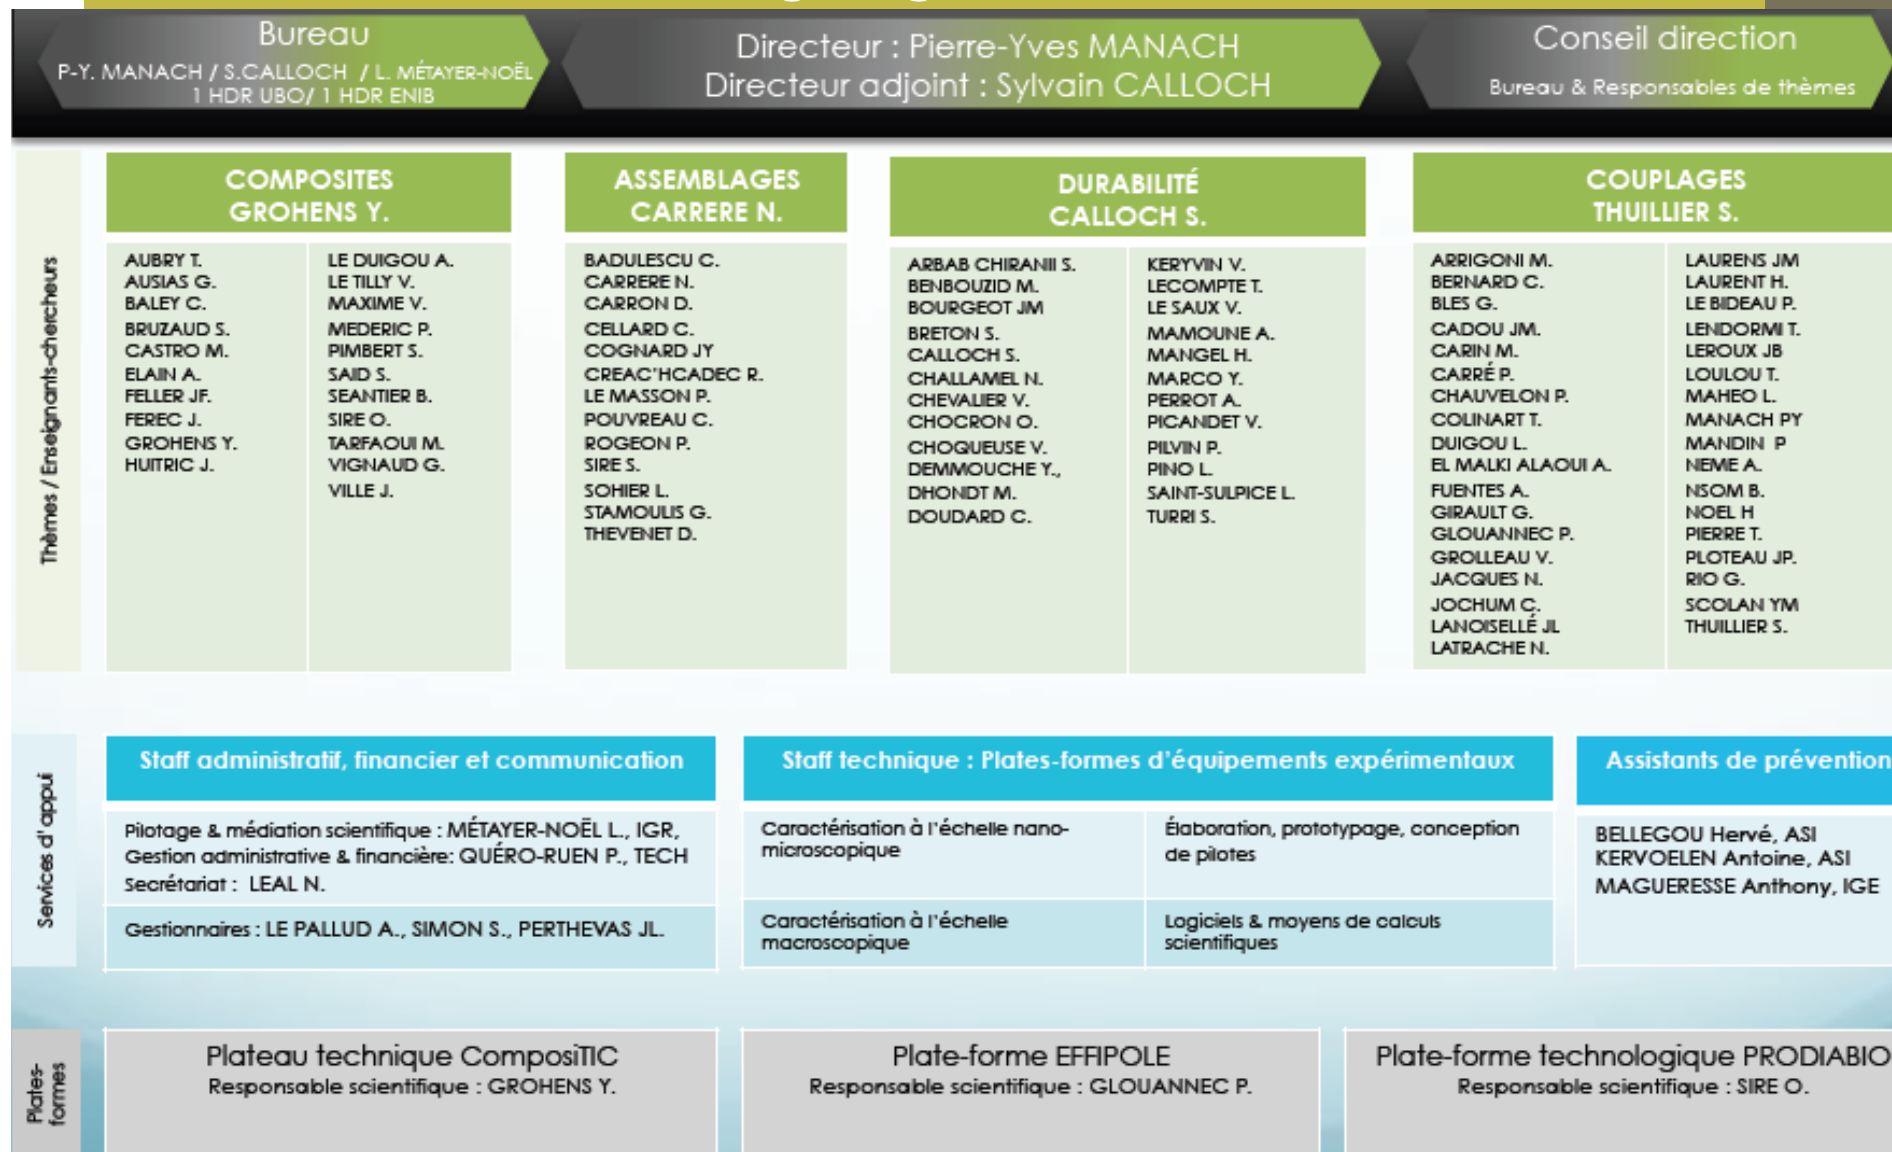 Bureau
P-Y. MANACH / S.CALLOCH / L. MÉTAYER-NOËL
1 HDR UBO/ 1 HDR ENIB
Directeur : Pierre-Yves MANACH
Directeur adjoint : Sylvain CALLOCH
Conseil direction
Bureau & Responsables de thèmes
Thèmes / Enseignants-chercheurs
COMPOSITES
GROHENS Y.
AUBRY T.
AUSIAS G.
BALEY C.
BRUZAUD S.
CASTRO M.
ELAIN A.
FELLER JF.
FEREC J.
GROHENS Y.
HUITRIC J.
LE DUIGOU A.
LE TILLY V.
MAXIME V.
MEDERIC P.
PIMBERT S.
SAID S.
SEANTIER B.
SIRE O.
TARFAOUI M.
VIGNAUD G.
VILLE J.
ASSEMBLAGES
CARRERE N.
BADULESCU C.
CARRERE N.
CARRON D.
CELLARD C.
COGNARD JY
CREAC'HCADEC R.
LE MASSON P.
POUVREAU C.
ROGEON P.
SIRE S.
SOHIER L.
STAMOULIS G.
THEVENET D.
DURABILITÉ
CALLOCH S.
ARBAB CHIRANII S.
BENBOUZID M.
BOURGEOT JM
BRETON S.
CALLOCH S.
CHALLAMEL N.
CHEVALIER V.
CHOCRON O.
CHOQUEUSE V.
DEMMOUCHE Y.,
DHONDT M.
DOUDARD C.
KERYVIN V.
LECOMPTE T.
LE SAUX V.
MAMOUNE A.
MANGEL H.
MARCO Y.
PERROT A.
PICANDET V.
PILVIN P.
PINO L.
SAINT-SULPICE L.
TURRI S.
COUPLAGES
THUILLIER S.
ARRIGONI M.
BERNARD C.
BLES G.
CADOU JM.
CARIN M.
CARRÉ P.
CHAUVELON P.
COLINART T.
DUIGOU L.
EL MALKI ALAOUI A.
FUENTES A.
GIRAULT G.
GLOUANNEC P.
GROLLEAU V.
JACQUES N.
JOCHUM C.
LANOISELLÉ JL
LATRACHE N.
LAURENS JM
LAURENT H.
LE BIDEAU P.
LENDORMI T.
LEROUX JB
LOULOU T.
MAHEO L.
MANACH PY
MANDIN P
NEME A.
NSOM B.
NOEL H
PIERRE T.
PLOTEAU JP.
RIO G.
SCOLAN YM
THUILLIER S.
Services d'appui
Staff administratif, financier et communication
Pilotage & médiation scientifique : MÉTAYER-NOËL L., IGR,
Gestion administrative & financière: QUÉRO-RUEN P., TECH
Secrétariat : LEAL N.
Gestionnaires : LE PALLUD A., SIMON S., PERTHEVAS JL.
Staff technique : Plates-formes d'équipements expérimentaux
Caractérisation à l'échelle nano-
microscopique
Élaboration, prototypage, conception
de pilotes
Caractérisation à l'échelle
macroscopique
Logiciels & moyens de calculs
scientifiques
Assistants de prévention
BELLEGOU Hervé, ASI
KERVOELEN Antoine, ASI
MAGUERESSE Anthony, IGE
Plates-
formes
Plateau technique ComposiTIC
Responsable scientifique : GROHENS Y.
Plate-forme EFFIPOLE
Responsable scientifique : GLOUANNEC P.
Plate-forme technologique PRODIABIO
Responsable scientifique : SIRE O.